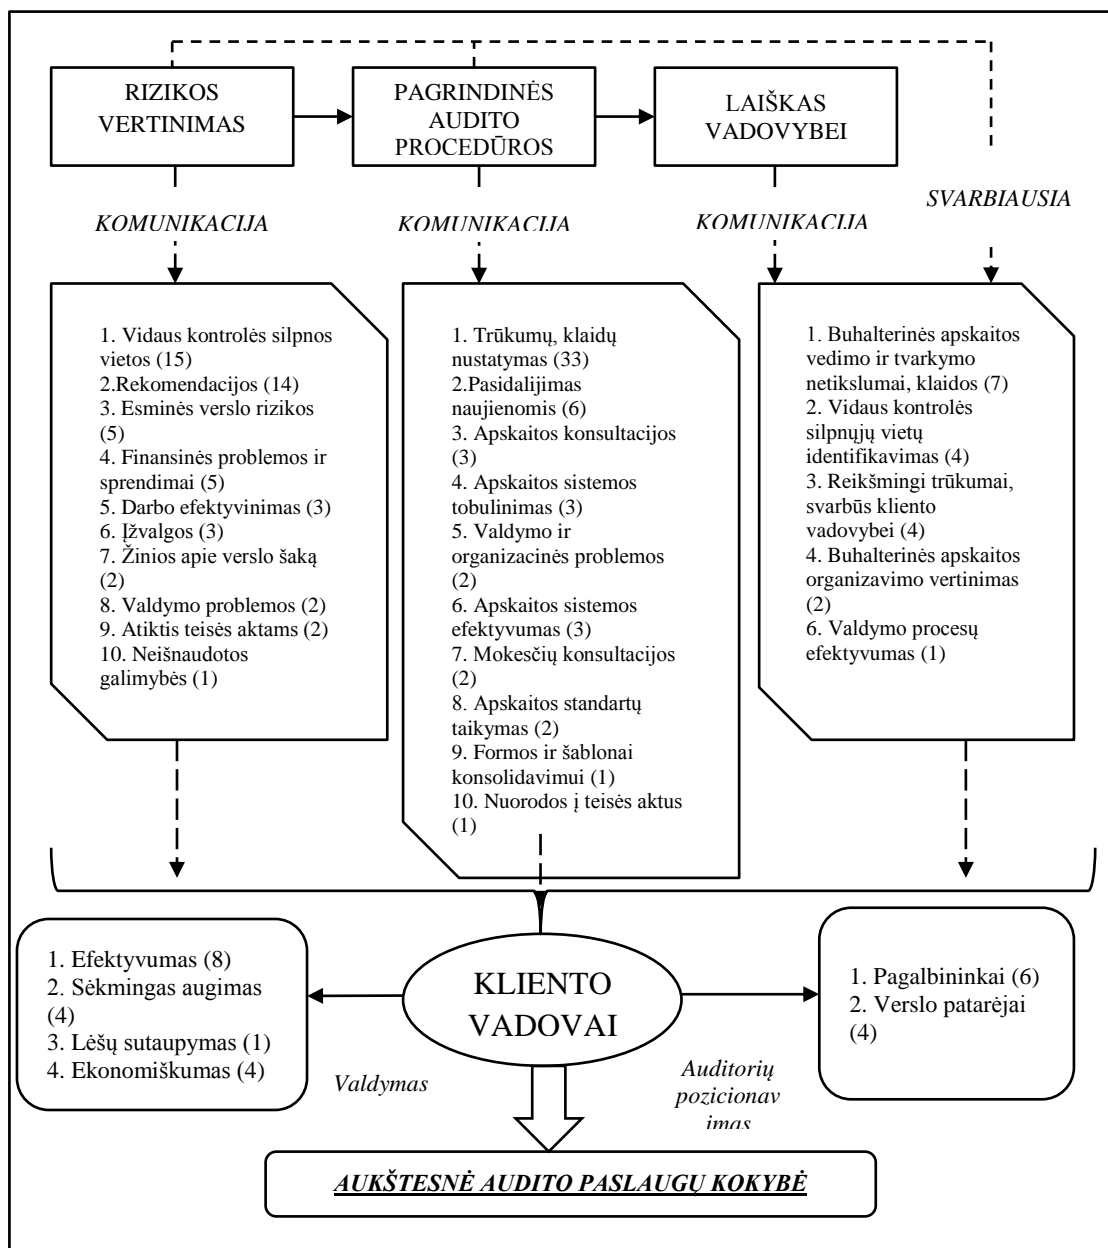 RIZIKOS
VERTINIMAS
PAGRINDINĖS
AUDITO
PROCEDŪROS
LAIŠKAS
VADOVYBEI
KOMUNIKACIJA
KOMUNIKACIJA
KOMUNIKACIJA
SVARBIAUSIA
1. Vidaus kontrolės silpnos
vietos (15)
2.Rekomendacijos (14)
3. Esminės verslo rizikos
(5)
4. Finansinės problemos ir
sprendimai (5)
5. Darbo efektyvinimas (3)
6. Įžvalgos (3)
7. Žinios apie verslo šaką
(2)
8. Valdymo problemos (2)
9. Atiktis teisės aktams (2)
10. Neišnaudotos
galimybės (1)
1. Trūkumų, klaidų
nustatymas (33)
2.Pasidalijimas
naujienomis (6)
3. Apskaitos konsultacijos
(3)
4. Apskaitos sistemos
tobulinimas (3)
5. Valdymo ir
organizacinės problemos
(2)
6. Apskaitos sistemos
efektyvumas (3)
7. Mokesčių konsultacijos
(2)
8. Apskaitos standartų
taikymas (2)
9. Formos ir šablonai
konsolidavimui (1)
10. Nuorodos į teisės aktus
(1)
1. Buhalterinės apskaitos
vedimo ir tvarkymo
netikslumai, klaidos (7)
2. Vidaus kontrolės
silpnųjų vietų
identifikavimas (4)
3. Reikšmingi trūkumai,
svarbūs kliento
vadovybei (4)
4. Buhalterinės apskaitos
organizavimo vertinimas
(2)
6. Valdymo procesų
efektyvumas (1)
1. Efektyvumas (8)
2. Sėkmingas augimas
(4)
3. Lėšų sutaupymas (1)
4. Ekonomiškumas (4)
KLIENTO
VADOVAI
1. Pagalbininkai (6)
2. Verslo patarėjai
(4)
Valdymas
Auditorių
pozicionav
imas
AUKŠTESNĖ AUDITO PASLAUGŲ KOKYBĖ